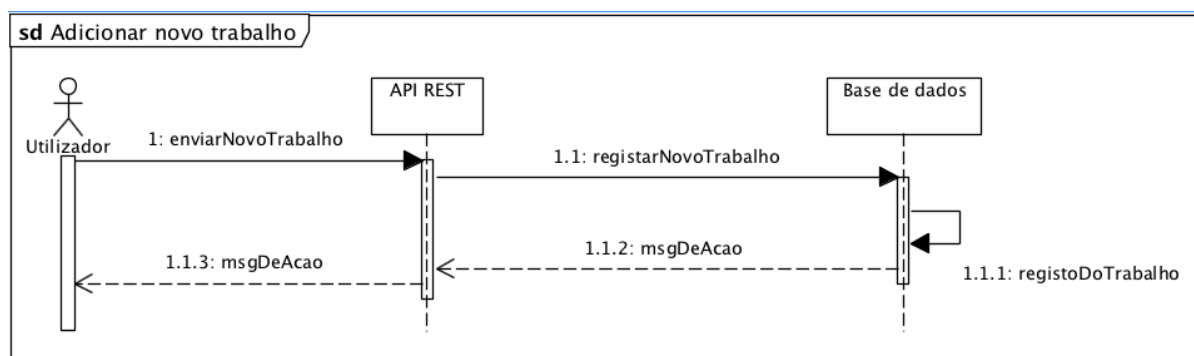 sd Adicionar novo trabalho
API REST
Base de dados
Utilizador
1: enviarNovoTrabalho
1.1: registarNovoTrabalho
1.1.2: msgDeAcao
1.1.3: msgDeAcao
1.1.1: registoDoTrabalho